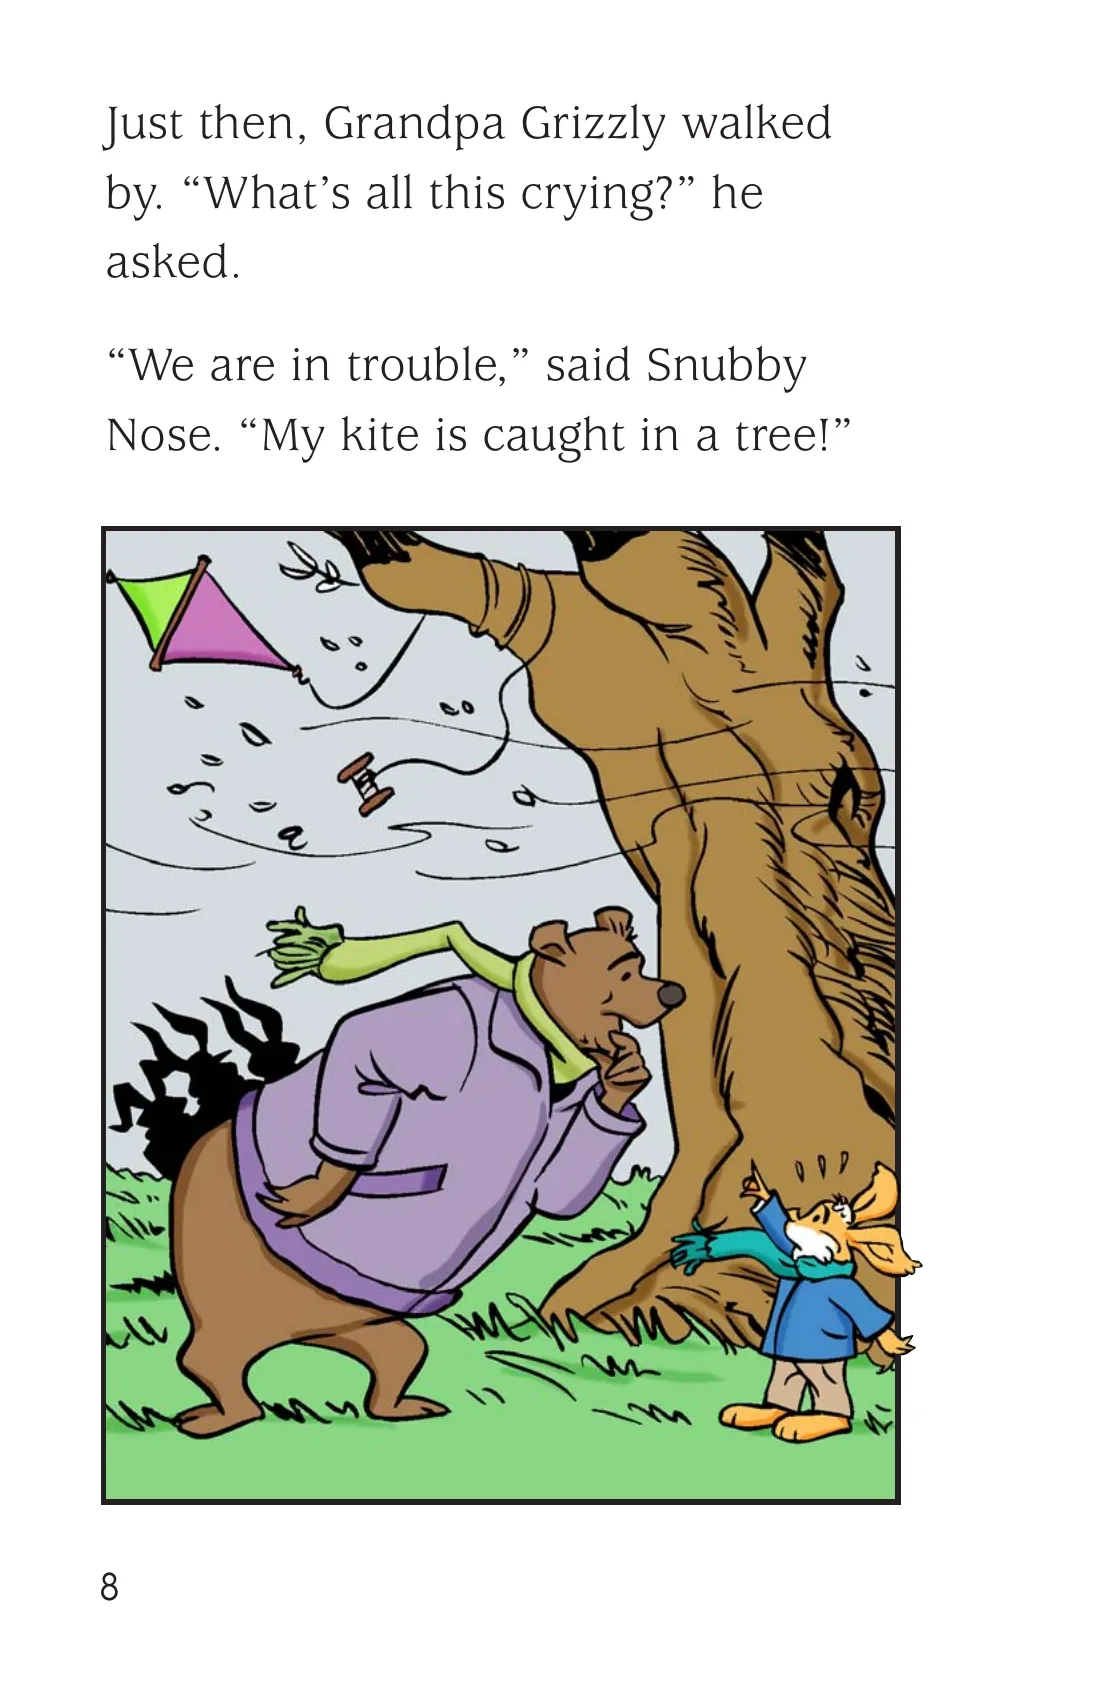 Just then, Grandpa Grizzly walked
by. “What’s all this crying?” he
asked.
“We are in trouble,” said Snubby
Nose. “My kite is caught in a tree!”
8